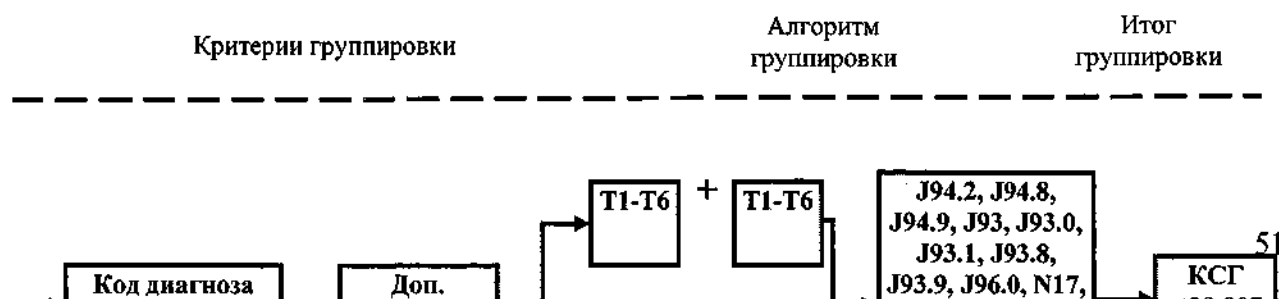 Критерии группировки
Алгоритм
группировки
Итог
группировки
T1-T6 + T1-T6
J94.2, J94.8,
J94.9, J93, J93.0,
J93.1, J93.8,
J93.9, J96.0, N17,
51
Код диагноза
Доп.
КСГ